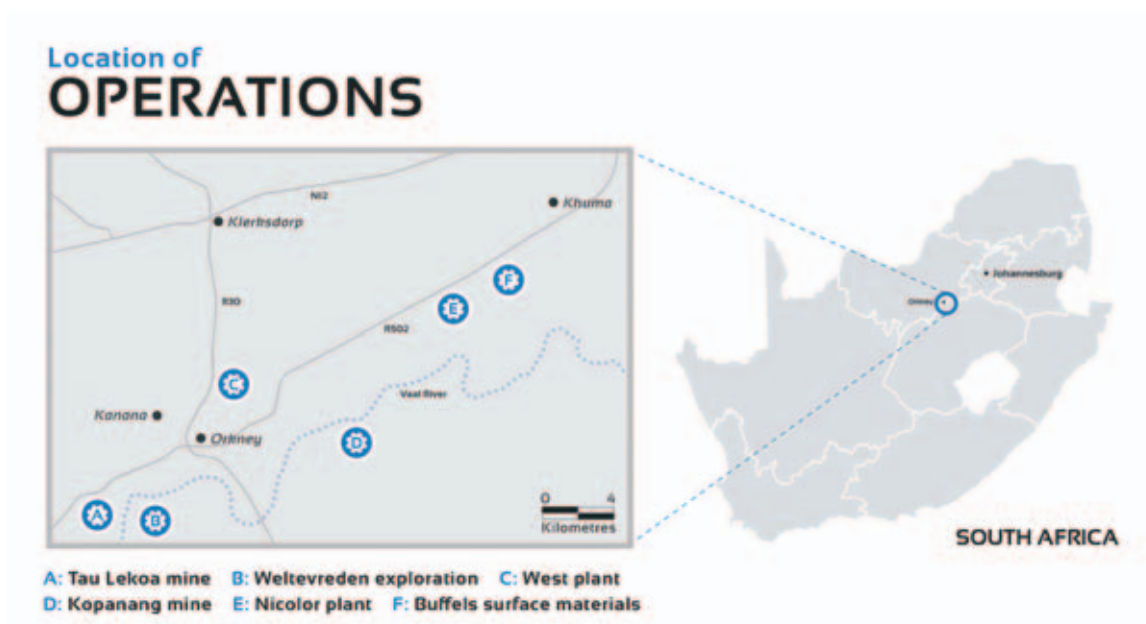 Location of
OPERATIONS
N12
Khuma
Klerksdorp
Johannesburg
F
Orkney
R30
E
R502
C
Vaal River
Kanana
Orkney
D
0 4
Kilometres
A
B
SOUTH AFRICA
A: Tau Lekoa mine B: Weltevreden exploration C: West plant
D: Kopanang mine E: Nicolor plant F: Buffels surface materials